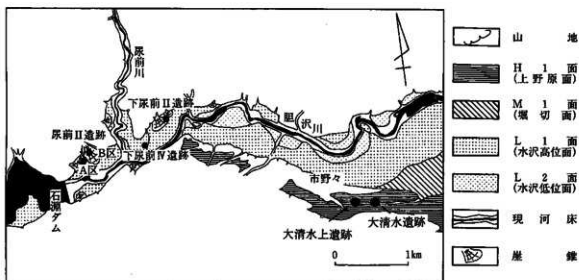 尿前川
下尿前Ⅱ遺跡
胆沢川
尿前Ⅱ遺跡
B区
A区
下尿前Ⅳ遺跡
石淵ダム
市野々
大清水上遺跡
大清水遺跡
0 1km
山地
H1面
(上野原面)
M1面
(堀切面)
L1面
(水沢高位面)
L2面
(水沢低位面)
現河床
崖錐